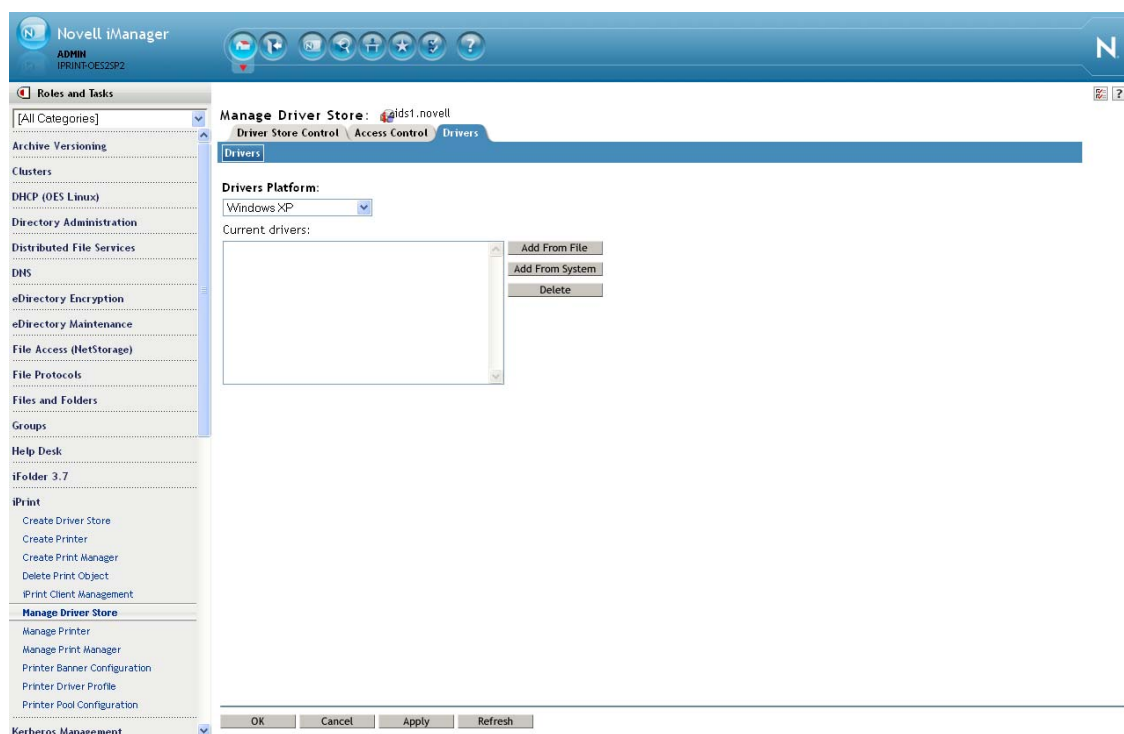 Novell iManager
ADMIN
IPRINT-OES2SP2
N
Roles and Tasks
[All Categories]
Archive Versioning
Clusters
DHCP (OES Linux)
Directory Administration
Distributed File Services
DNS
eDirectory Encryption
eDirectory Maintenance
File Access (NetStorage)
File Protocols
Files and Folders
Groups
Help Desk
iFolder 3.7
iPrint
Create Driver Store
Create Printer
Create Print Manager
Delete Print Object
iPrint Client Management
Manage Driver Store
Manage Printer
Manage Print Manager
Printer Banner Configuration
Printer Driver Profile
Printer Pool Configuration
Kerberos Management
Manage Driver Store: ids1.novell
Driver Store Control Access Control Drivers
Drivers
Drivers Platform:
Windows XP
Current drivers:
Add From File
Add From System
Delete
OK Cancel Apply Refresh